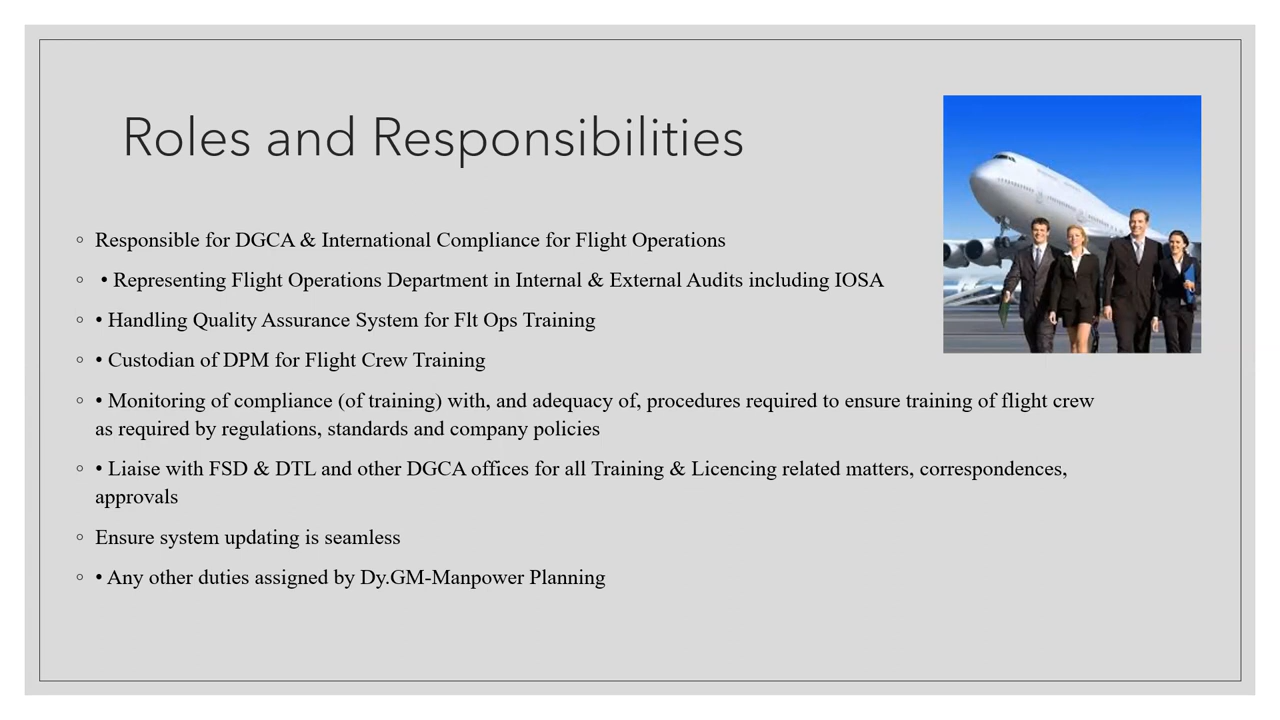 Roles and Responsibilities
◦ Responsible for DGCA & International Compliance for Flight Operations
◦ • Representing Flight Operations Department in Internal & External Audits including IOSA
◦ • Handling Quality Assurance System for Flt Ops Training
◦ • Custodian of DPM for Flight Crew Training
◦ • Monitoring of compliance (of training) with, and adequacy of, procedures required to ensure training of flight crew
as required by regulations, standards and company policies
◦ • Liaise with FSD & DTL and other DGCA offices for all Training & Licencing related matters, correspondences,
approvals
◦ Ensure system updating is seamless
◦ • Any other duties assigned by Dy.GM-Manpower Planning